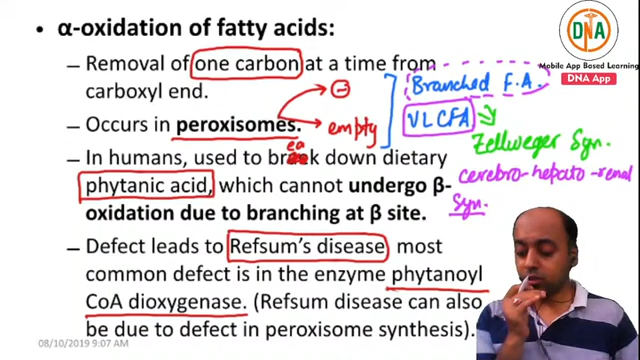 • α-oxidation of fatty acids:
– Removal of one carbon at a time from
carboxyl end.
– Occurs in peroxisomes.
– In humans, used to break down dietary
phytanic acid, which cannot undergo β-
oxidation due to branching at β site.
– Defect leads to Refsum's disease most
common defect is in the enzyme phytanoyl
CoA dioxygenase. (Refsum disease can also
be due to defect in peroxisome synthesis).
empty
Branched F.A.
VLCFA
Zellweger Syn.
cerebro-hepato-renal
Syn.
DNA
Mobile App Based Learning
DNA App
08/10/2019 9:07 AM